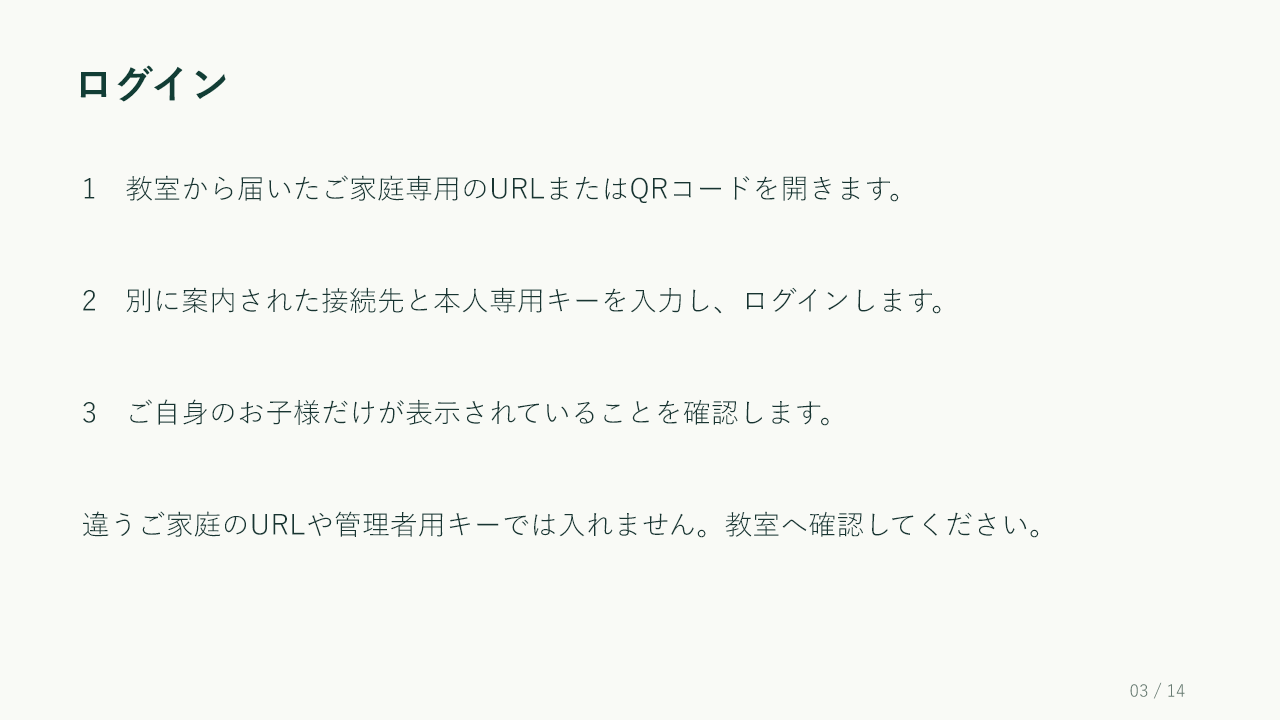 ログイン
1　教室から届いたご家庭専用のURLまたはQRコードを開きます。
2　別に案内された接続先と本人専用キーを入力し、ログインします。
3　ご自身のお子様だけが表示されていることを確認します。
違うご家庭のURLや管理者用キーでは入れません。教室へ確認してください。
03 / 14